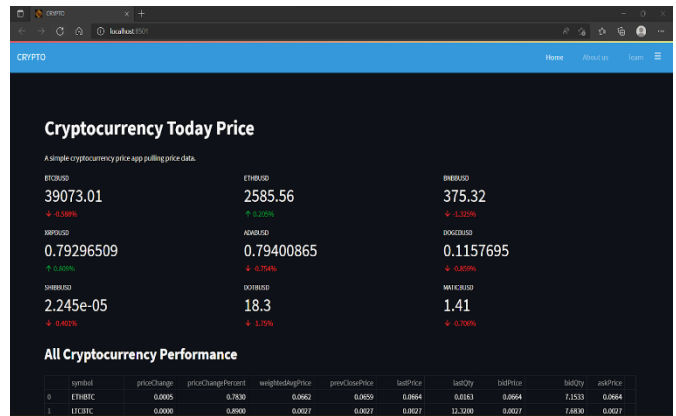 CRYPTO
localhost:8501
CRYPTO Home About us Team
Cryptocurrency Today Price
A simple cryptocurrency price app pulling price data.
BTCBUSD ETHBUSD BNBBUSD
39073.01 2585.56 375.32
↓ -0.588% ↑ 0.205% ↓ -1.325%
XRPBUSD ADABUSD DOGEBUSD
0.79296509 0.79400865 0.1157695
↑ 0.805% ↓ -0.754% ↓ -0.859%
SHIBBUSD DOTBUSD MATICBUSD
2.245e-05 18.3 1.41
↓ -0.401% ↓ -1.75% ↓ -0.706%
All Cryptocurrency Performance
symbol priceChange priceChangePercent weightedAvgPrice prevClosePrice lastPrice lastQty bidPrice bidQty askPrice
0 ETHBTC 0.0005 0.7830 0.0662 0.0659 0.0664 0.0163 0.0664 7.1533 0.0664
1 LTCBTC 0.0000 0.8900 0.0027 0.0027 0.0027 12.3200 0.0027 7.6830 0.0027